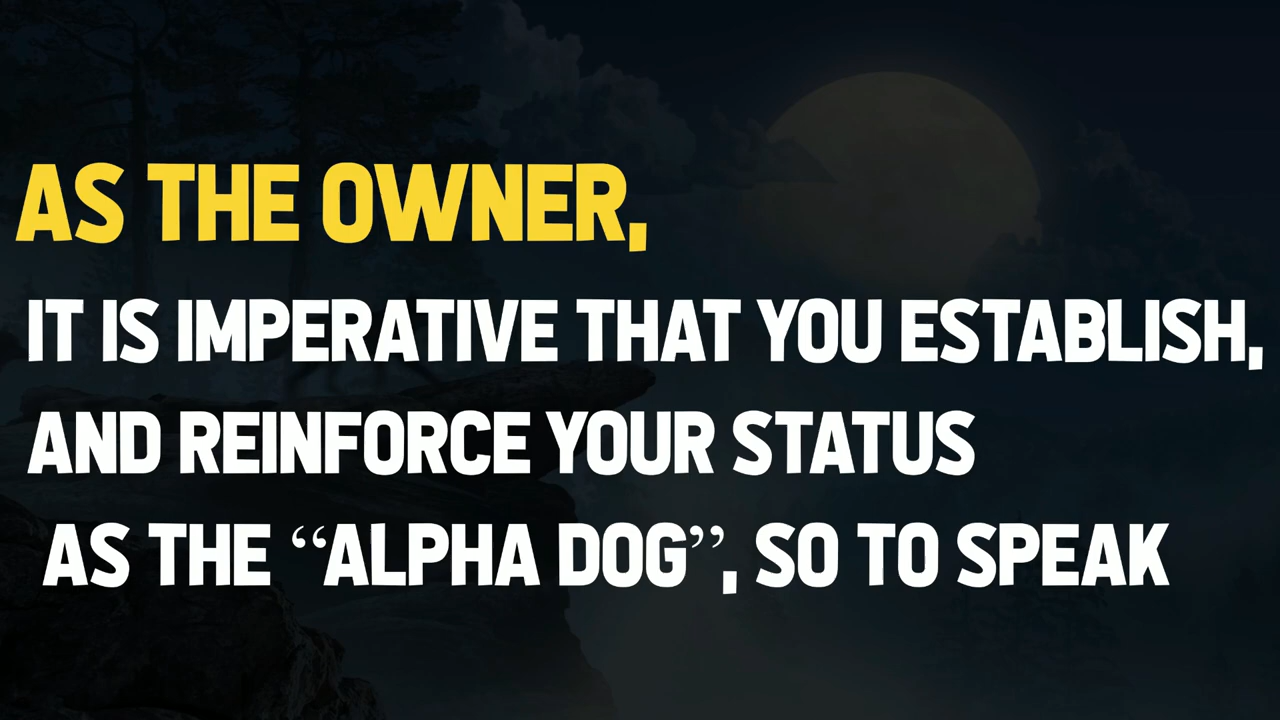 AS THE OWNER,
IT IS IMPERATIVE THAT YOU ESTABLISH,
AND REINFORCE YOUR STATUS
AS THE “ALPHA DOG”, SO TO SPEAK